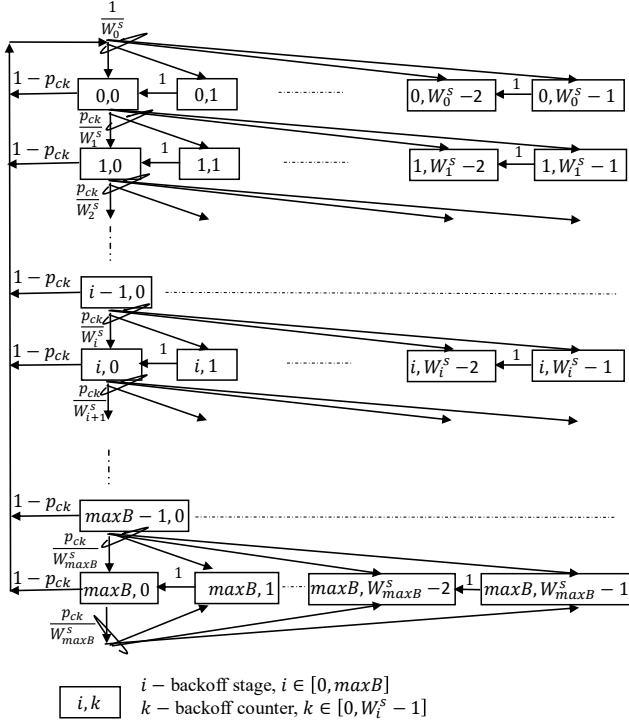 1/W_0^s
1 − p_ck
0,0
1
0,1
0, W_0^s −2
1
0, W_0^s − 1
p_ck/W_1^s
1 − p_ck
1,0
1
1,1
1, W_1^s −2
1
1, W_1^s − 1
p_ck/W_2^s
1 − p_ck
i − 1, 0
p_ck/W_i^s
1 − p_ck
i, 0
1
i, 1
i, W_i^s −2
1
i, W_i^s − 1
p_ck/W_{i+1}^s
1 − p_ck
maxB − 1, 0
p_ck/W_maxB^s
1 − p_ck
maxB, 0
1
maxB, 1
maxB, W_maxB^s −2
1
maxB, W_maxB^s − 1
p_ck/W_maxB^s
i, k
i − backoff stage, i ∈ [0, maxB]
k − backoff counter, k ∈ [0, W_i^s − 1]